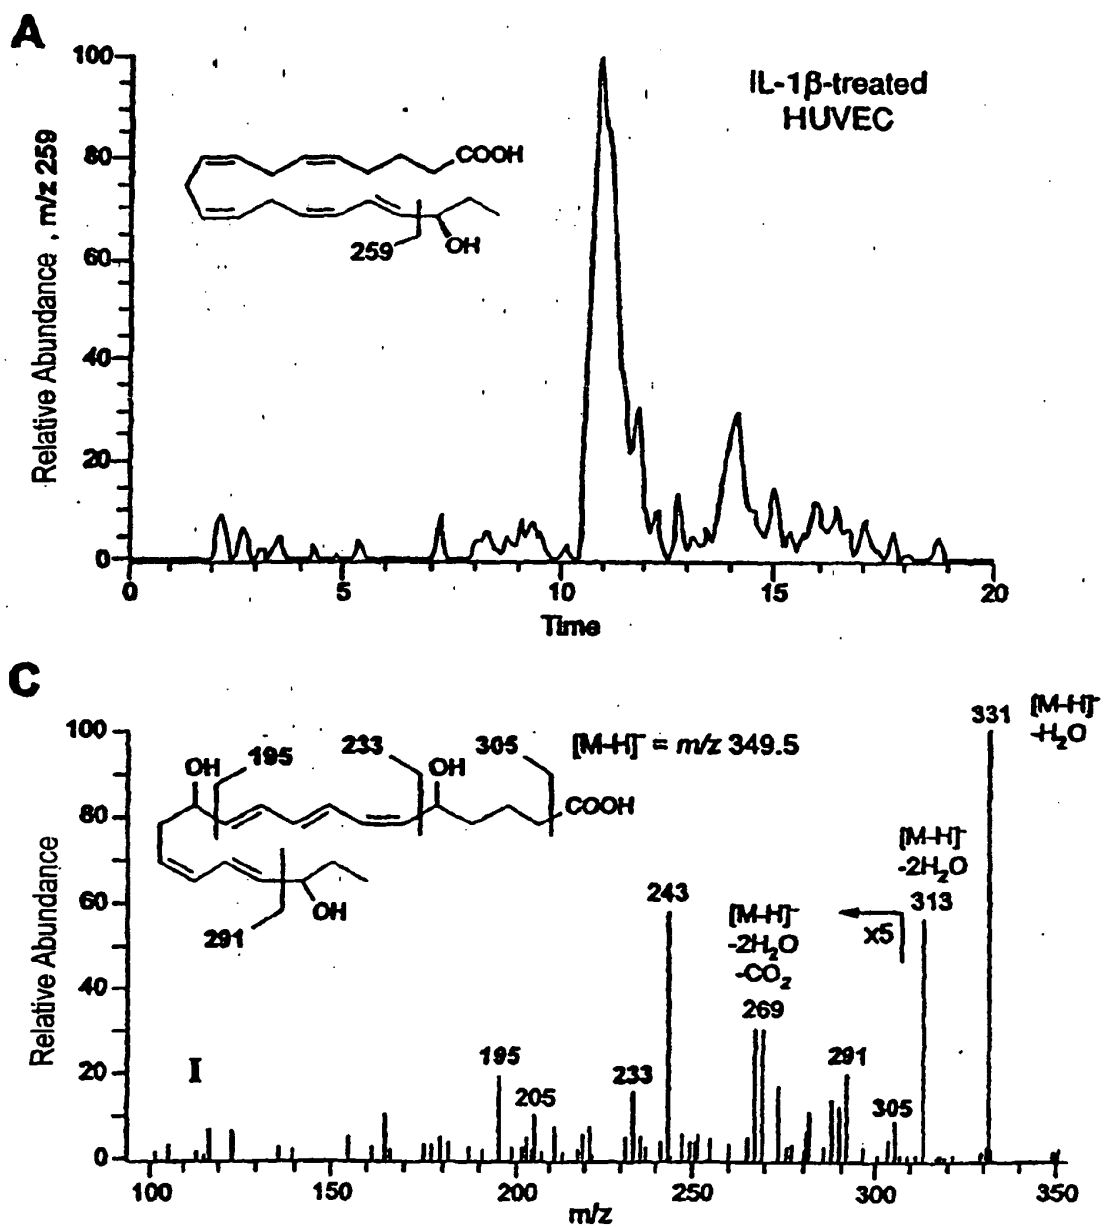 A
IL-1β-treated
HUVEC
Relative Abundance , m/z 259
100
80
60
40
20
0
COOH
OH
259
0 5 10 15 20
Time
C
Relative Abundance
100
80
60
40
20
0
[M-H]⁻ = m/z 349.5
OH
195
233
OH
305
COOH
OH
291
I
195
205
233
243
[M-H]⁻
-2H₂O
-CO₂
269
291
305
x5
[M-H]⁻
-2H₂O
313
331
[M-H]⁻
-H₂O
100 150 200 250 300 350
m/z